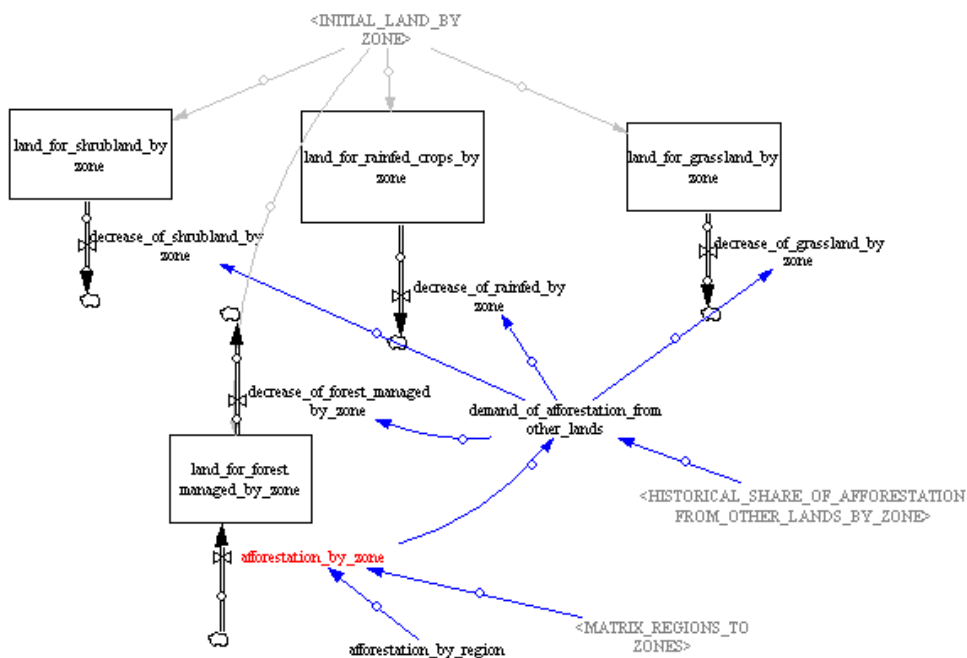 <INITIAL_LAND_BY
ZONE>
land_for_shrubland_by
zone
land_for_rainfed_crops_by
zone
land_for_grassland_by
zone
decrease_of_shrubland_by
zone
decrease_of_rainfed_by
zone
decrease_of_grassland_by
zone
decrease_of_forest_managed
by_zone
demand_of_afforestation_from
other_lands
land_for_forest
managed_by_zone
<HISTORICAL_SHARE_OF_AFFORESTATION
FROM_OTHER_LANDS_BY_ZONE>
afforestation_by_zone
afforestation_by_region
<MATRIX_REGIONS_TO
ZONES>